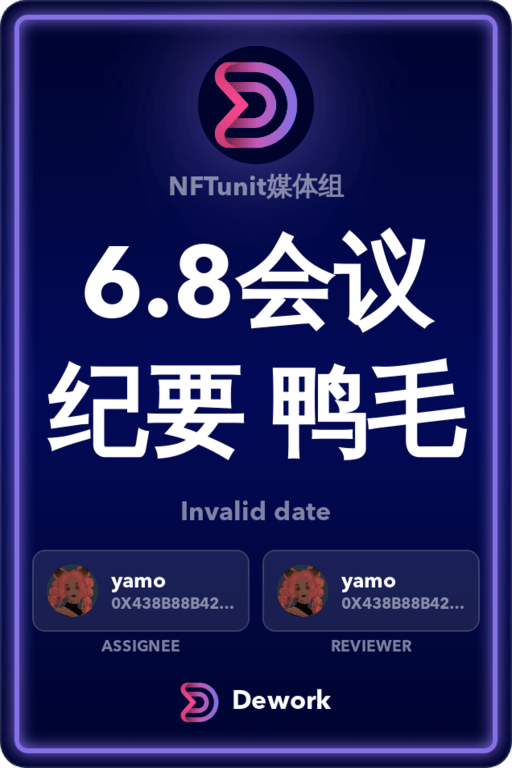 NFTunit媒体组
6.8会议
纪要 鸭毛
Invalid date
yamo
0X438B88B42...
ASSIGNEE
yamo
0X438B88B42...
REVIEWER
Dework